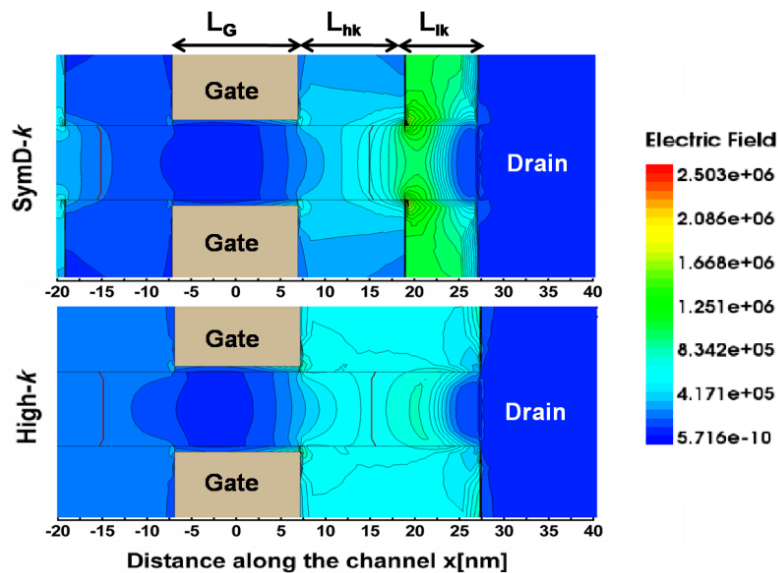 L_G L_hk L_lk
SymD-k
Gate
Gate
Drain
-20 -15 -10 -5 0 5 10 15 20 25 30 35 40
High-k
Gate
Gate
Drain
-20 -15 -10 -5 0 5 10 15 20 25 30 35 40
Distance along the channel x[nm]
Electric Field
2.503e+06
2.086e+06
1.668e+06
1.251e+06
8.342e+05
4.171e+05
5.716e-10